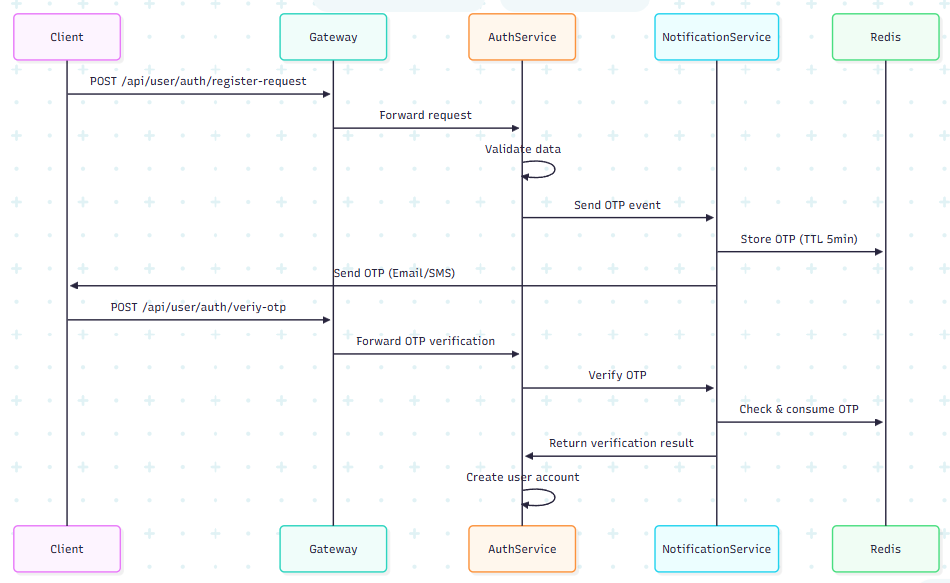 Client
Gateway
AuthService
NotificationService
Redis
POST /api/user/auth/register-request
Forward request
Validate data
Send OTP event
Store OTP (TTL 5min)
Send OTP (Email/SMS)
POST /api/user/auth/veriy-otp
Forward OTP verification
Verify OTP
Check & consume OTP
Return verification result
Create user account
Client
Gateway
AuthService
NotificationService
Redis